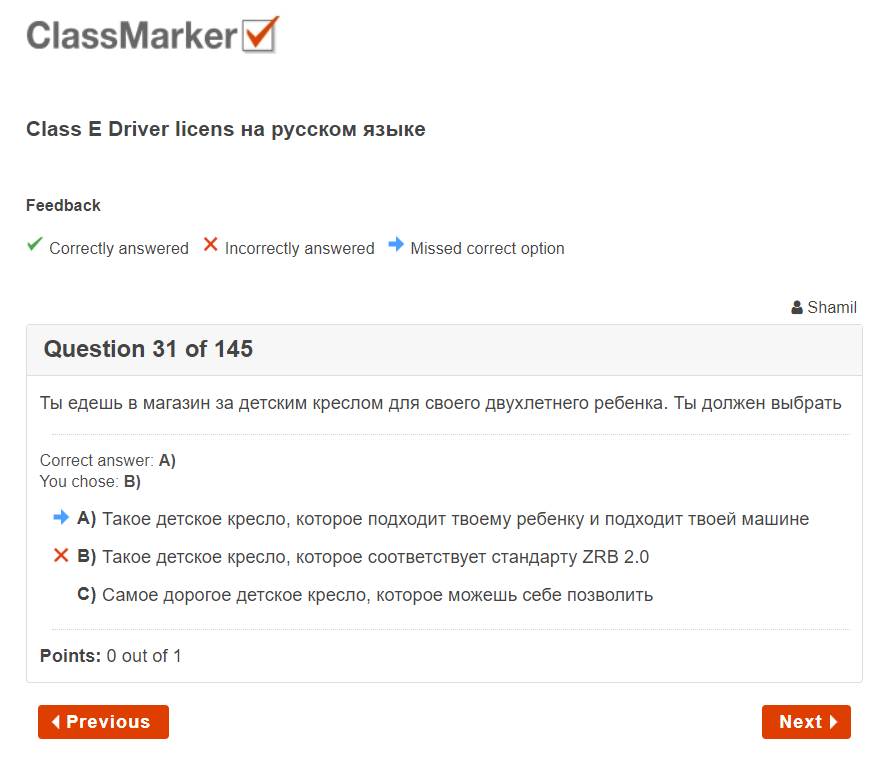 ClassMarker
Class E Driver licens на русском языке
Feedback
Correctly answered Incorrectly answered Missed correct option
Shamil
Question 31 of 145
Ты едешь в магазин за детским креслом для своего двухлетнего ребенка. Ты должен выбрать
Correct answer: A)
You chose: B)
A) Такое детское кресло, которое подходит твоему ребенку и подходит твоей машине
B) Такое детское кресло, которое соответствует стандарту ZRB 2.0
C) Самое дорогое детское кресло, которое можешь себе позволить
Points: 0 out of 1
Previous Next